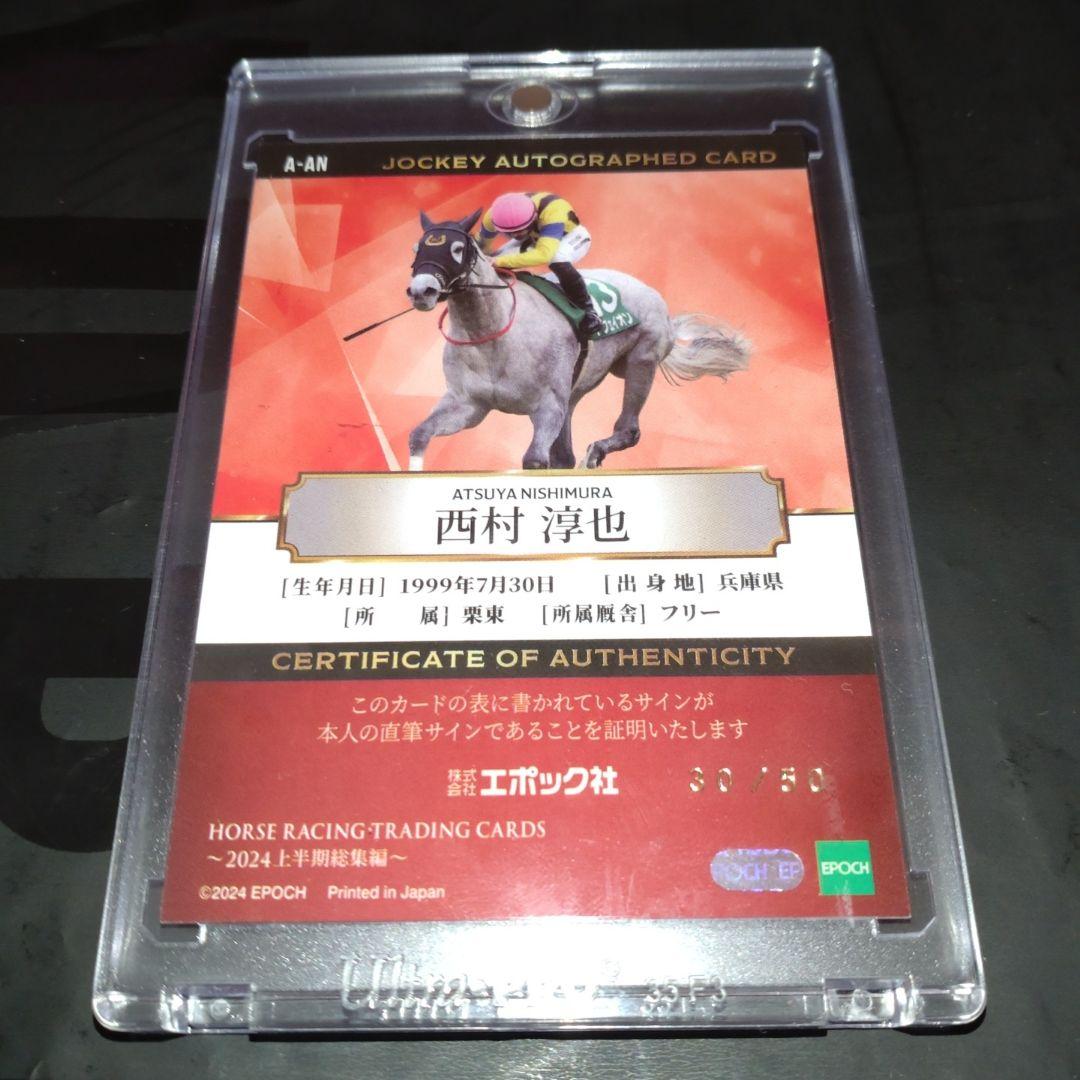 A-AN JOCKEY AUTOGRAPHED CARD
13
ウェイオン
ATSUYA NISHIMURA
西村 淳也
[生年月日] 1999年7月30日 [出身地] 兵庫県
[所 属] 栗東 [所属厩舎] フリー
CERTIFICATE OF AUTHENTICITY
このカードの表に書かれているサインが
本人の直筆サインであることを証明いたします
株式会社 エポック社 30/50
HORSE RACING TRADING CARDS
～2024上半期総集編～
EPOCH
©2024 EPOCH Printed in Japan